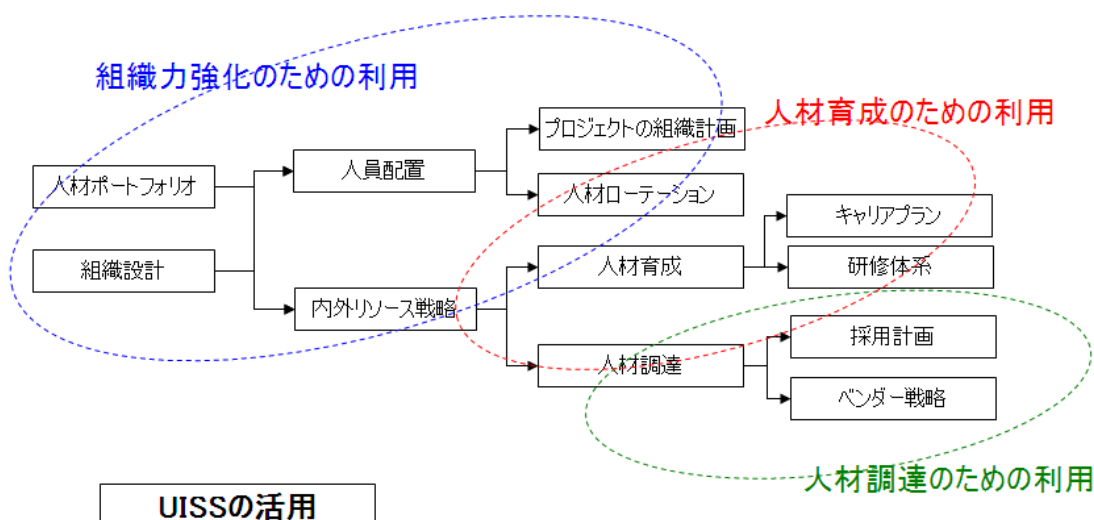 組織力強化のための利用
人材育成のための利用
プロジェクトの組織計画
人員配置
人材ポートフォリオ
人材ローテーション
キャリアプラン
組織設計
人材育成
研修体系
内外リソース戦略
採用計画
人材調達
ベンダー戦略
人材調達のための利用
UISSの活用